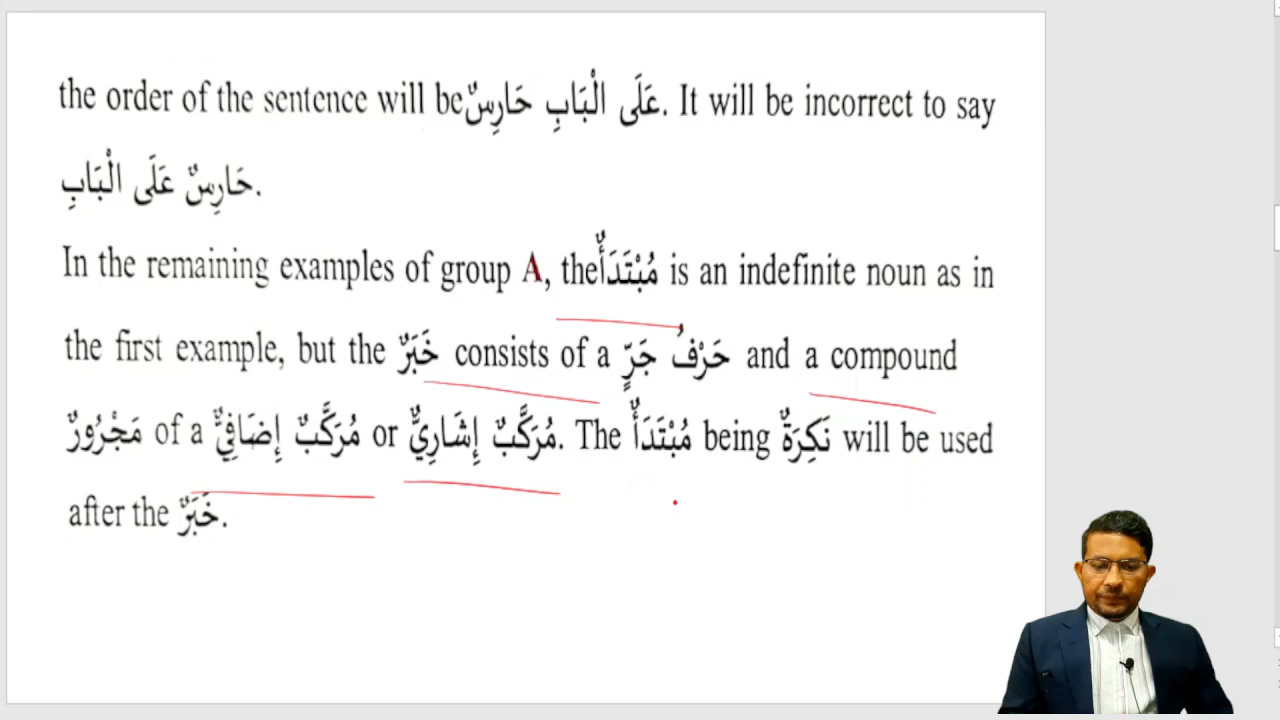 the order of the sentence will be عَلَى الْبَابِ حَارِسٌ. It will be incorrect to say
حَارِسٌ عَلَى الْبَابِ.
In the remaining examples of group A, the مُبْتَدَأٌ is an indefinite noun as in
the first example, but the خَبَرٌ consists of a حَرْفُ جَرٍّ and a compound
مَجْرُورٌ of a مُرَكَّبٌ إِضَافِيٌّ or مُرَكَّبٌ إِشَارِيٌّ. The مُبْتَدَأٌ being نَكِرَةٌ will be used
after the خَبَرٌ.